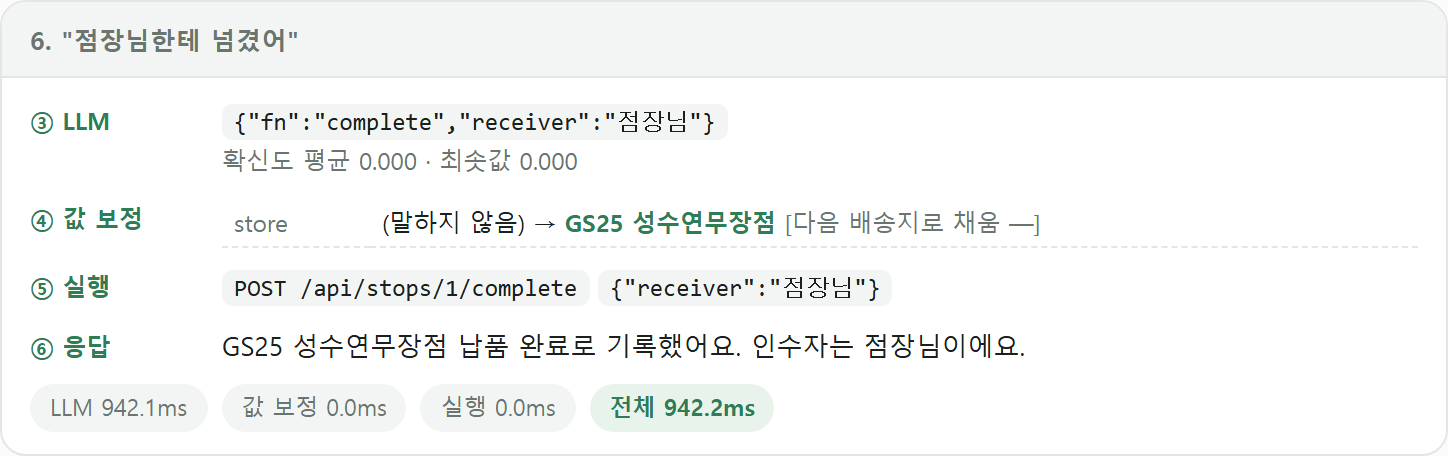 6. "점장님한테 넘겼어"
③ LLM {"fn":"complete","receiver":"점장님"}
확신도 평균 0.000 · 최솟값 0.000
④ 값 보정 store (말하지 않음) → GS25 성수연무장점 [다음 배송지로 채움 —]
⑤ 실행 POST /api/stops/1/complete {"receiver":"점장님"}
⑥ 응답 GS25 성수연무장점 납품 완료로 기록했어요. 인수자는 점장님이에요.
LLM 942.1ms 값 보정 0.0ms 실행 0.0ms 전체 942.2ms